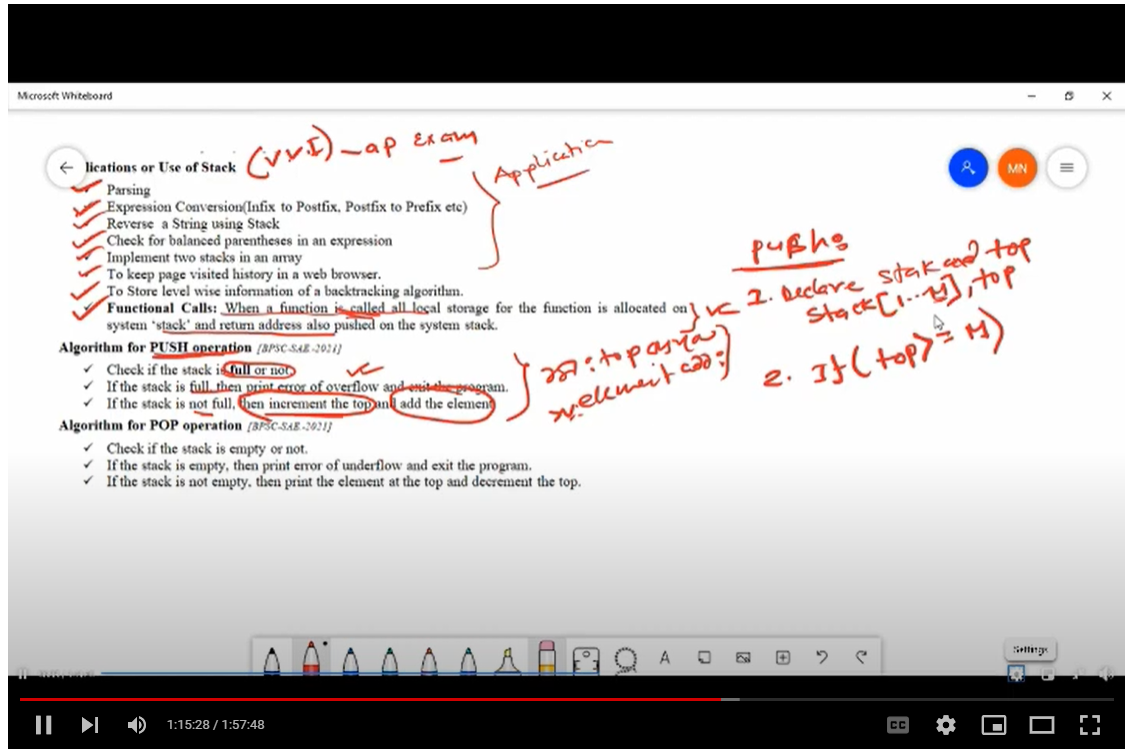 Microsoft Whiteboard
lications or Use of Stack
(V V.I) - ap Exam
Application
MN
Parsing
Expression Conversion(Infix to Postfix, Postfix to Prefix etc)
Reverse a String using Stack
Check for balanced parentheses in an expression
Implement two stacks in an array
To keep page visited history in a web browser.
To Store level wise information of a backtracking algorithm.
Functional Calls: When a function is called all local storage for the function is allocated on
system ‘stack’ and return address also pushed on the system stack.
Algorithm for PUSH operation [BPSC-SAE-2021]
Check if the stack is full or not.
If the stack is full, then print error of overflow and exit the program.
If the stack is not full, then increment the top and add the element
Algorithm for POP operation [BPSC-SAE-2021]
Check if the stack is empty or not.
If the stack is empty, then print error of underflow and exit the program.
If the stack is not empty, then print the element at the top and decrement the top.
push:
1. Declare stak and top
Stack[1...M], top
2. If (top >= M)
top
element add:
A
Settings
1:15:28 / 1:57:48
CC